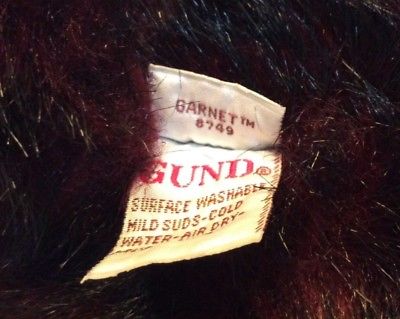 GARNET™
8749
GUND®
SURFACE WASHABLE
MILD SUDS-COLD
WATER-AIR DRY